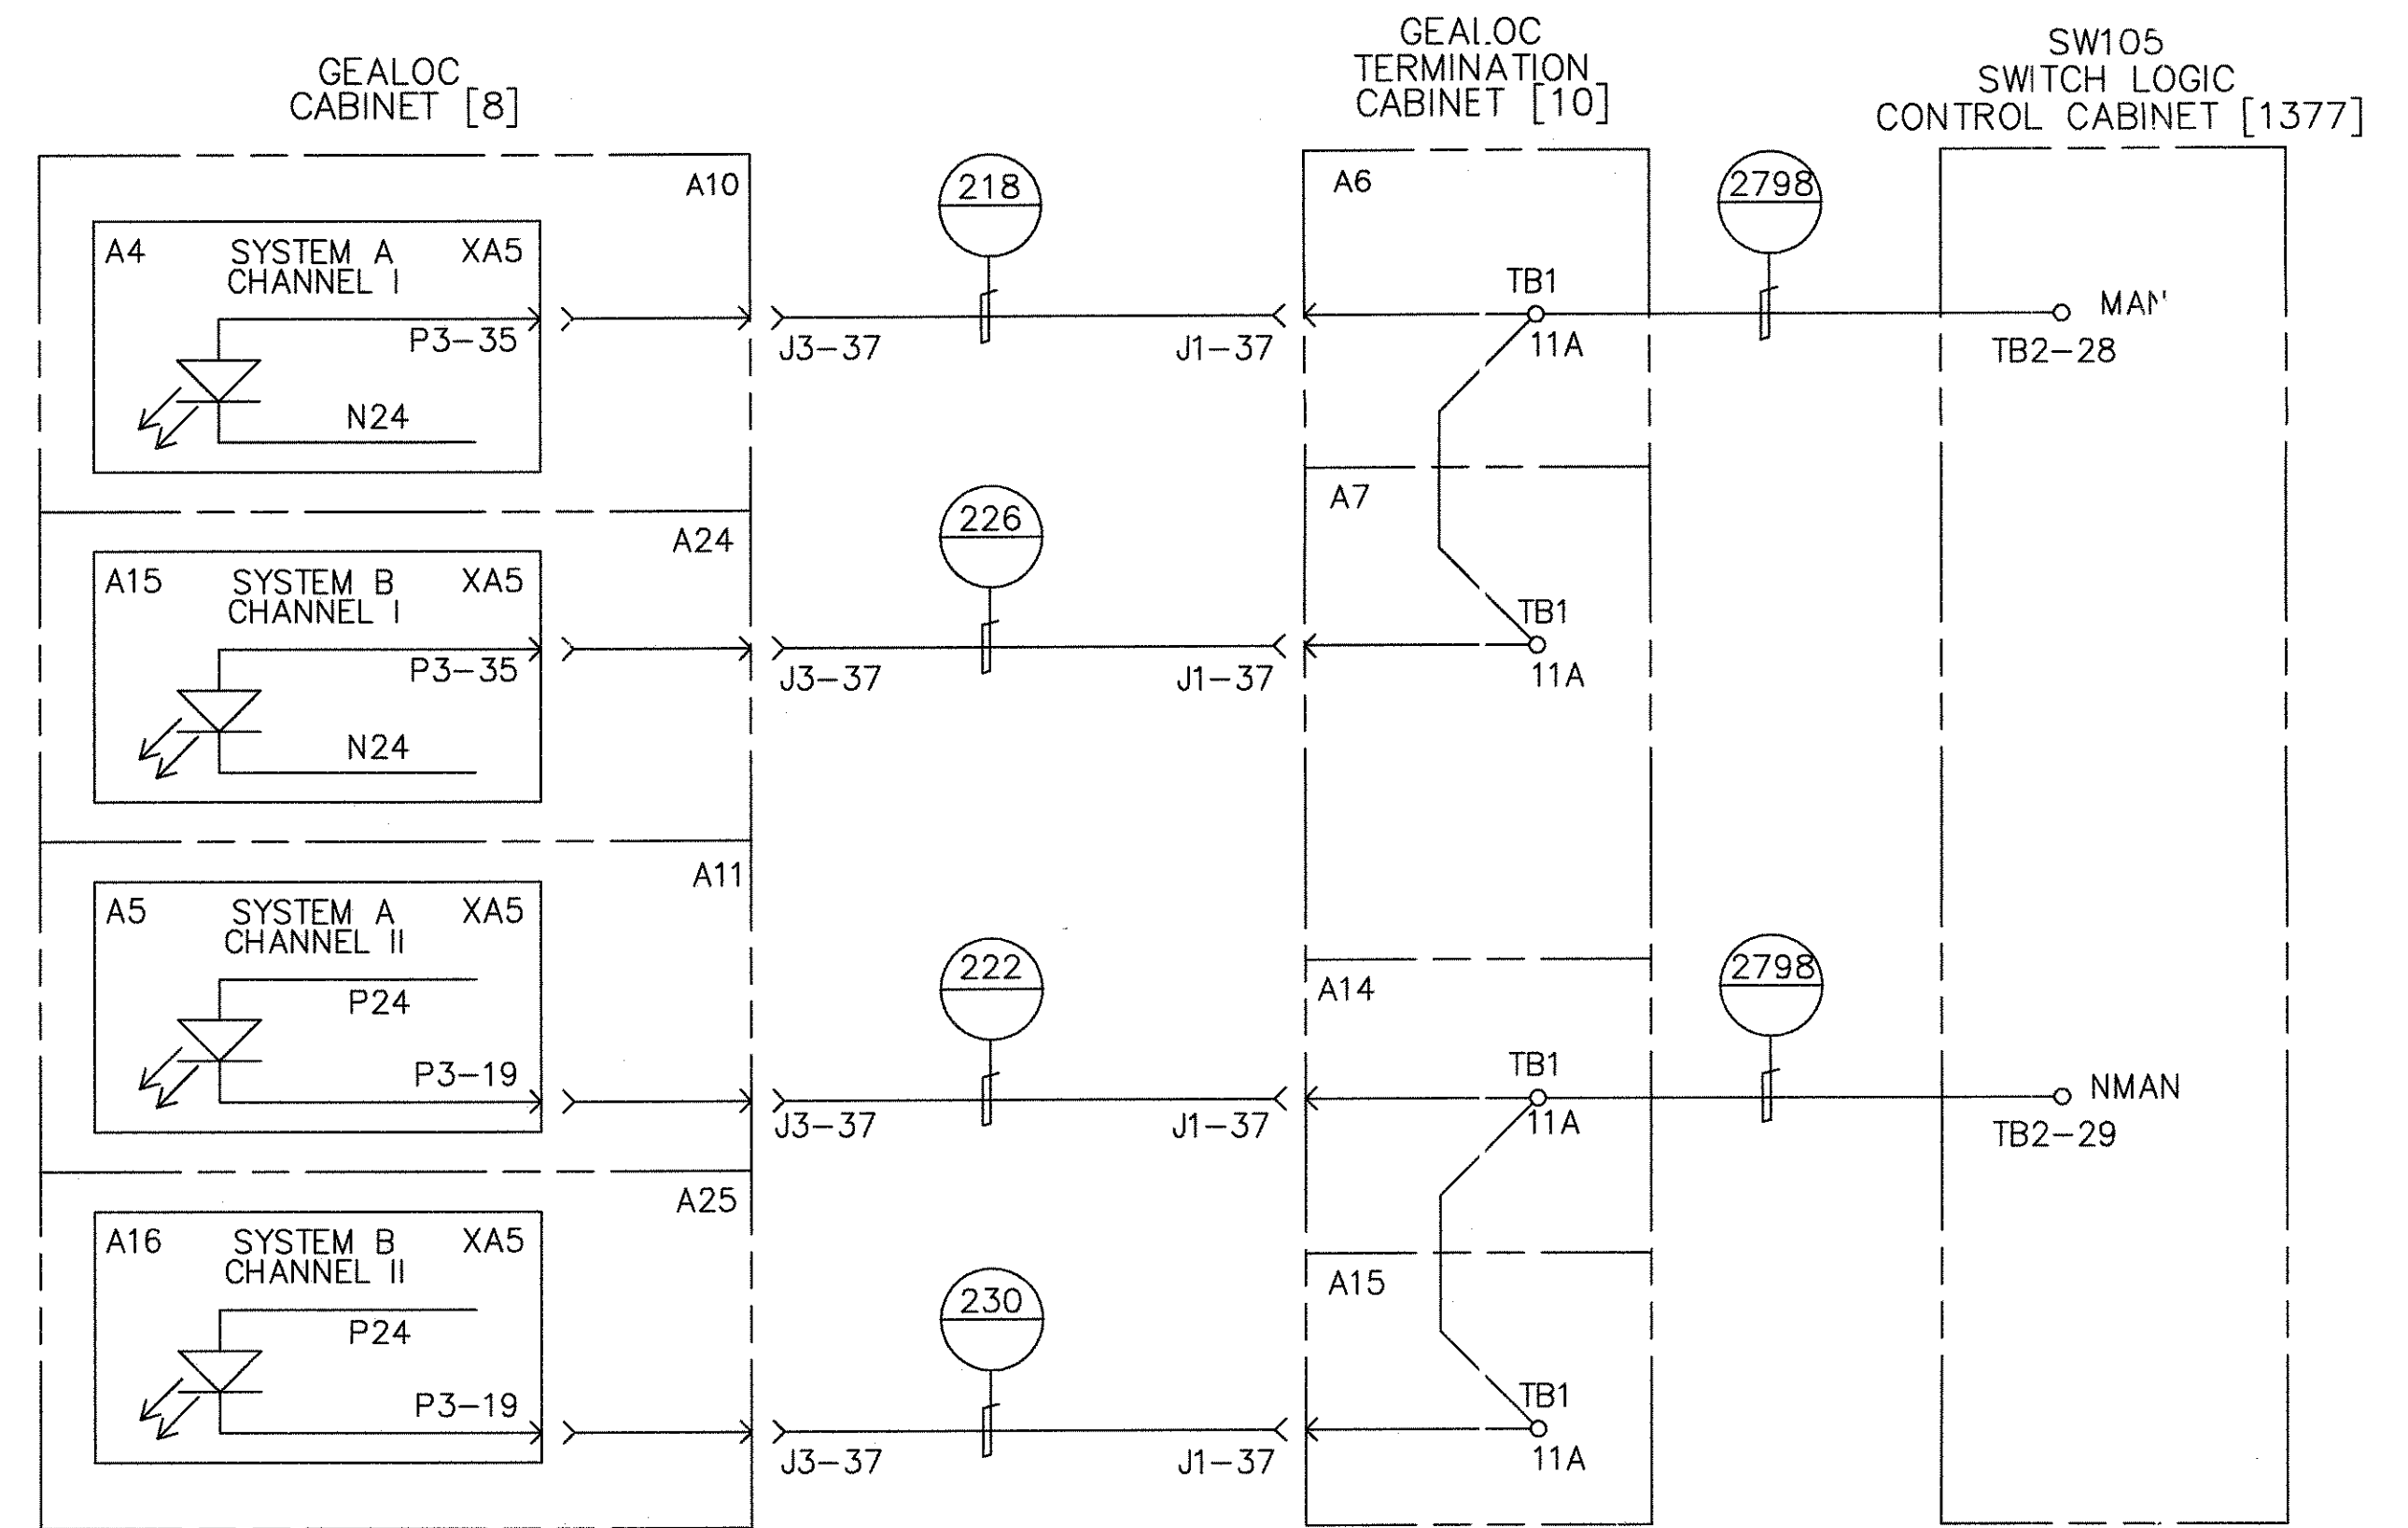 GEALOC
CABINET [8]
GEALOC
TERMINATION
CABINET [10]
SW105
SWITCH LOGIC
CONTROL CABINET [1377]
A10
A4
SYSTEM A
CHANNEL I
XA5
P3-35
N24
218
J3-37
J1-37
A6
TB1
11A
2798
MAN
TB2-28
A24
A15
SYSTEM B
CHANNEL I
XA5
P3-35
N24
226
J3-37
J1-37
A7
TB1
11A
A11
A5
SYSTEM A
CHANNEL II
XA5
P24
P3-19
222
J3-37
J1-37
A14
TB1
11A
2798
NMAN
TB2-29
A25
A16
SYSTEM B
CHANNEL II
XA5
P24
P3-19
230
J3-37
J1-37
A15
TB1
11A